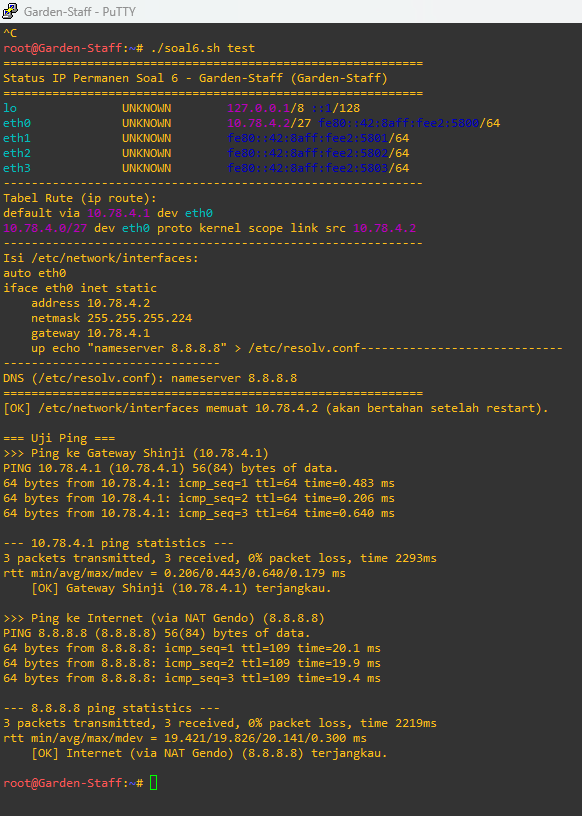 Garden-Staff - PuTTY
^C
root@Garden-Staff:~# ./soal6.sh test
============================================================
Status IP Permanen Soal 6 - Garden-Staff (Garden-Staff)
============================================================
lo               UNKNOWN        127.0.0.1/8 ::1/128
eth0             UNKNOWN        10.78.4.2/27 fe80::42:8aff:fee2:5800/64
eth1             UNKNOWN        fe80::42:8aff:fee2:5801/64
eth2             UNKNOWN        fe80::42:8aff:fee2:5802/64
eth3             UNKNOWN        fe80::42:8aff:fee2:5803/64
------------------------------------------------------------
Tabel Rute (ip route):
default via 10.78.4.1 dev eth0
10.78.4.0/27 dev eth0 proto kernel scope link src 10.78.4.2
------------------------------------------------------------
Isi /etc/network/interfaces:
auto eth0
iface eth0 inet static
    address 10.78.4.2
    netmask 255.255.255.224
    gateway 10.78.4.1
    up echo "nameserver 8.8.8.8" > /etc/resolv.conf-----------------------------
-------------------------------
DNS (/etc/resolv.conf): nameserver 8.8.8.8
============================================================
[OK] /etc/network/interfaces memuat 10.78.4.2 (akan bertahan setelah restart).
=== Uji Ping ===
>>> Ping ke Gateway Shinji (10.78.4.1)
PING 10.78.4.1 (10.78.4.1) 56(84) bytes of data.
64 bytes from 10.78.4.1: icmp_seq=1 ttl=64 time=0.483 ms
64 bytes from 10.78.4.1: icmp_seq=2 ttl=64 time=0.206 ms
64 bytes from 10.78.4.1: icmp_seq=3 ttl=64 time=0.640 ms
--- 10.78.4.1 ping statistics ---
3 packets transmitted, 3 received, 0% packet loss, time 2293ms
rtt min/avg/max/mdev = 0.206/0.443/0.640/0.179 ms
    [OK] Gateway Shinji (10.78.4.1) terjangkau.
>>> Ping ke Internet (via NAT Gendo) (8.8.8.8)
PING 8.8.8.8 (8.8.8.8) 56(84) bytes of data.
64 bytes from 8.8.8.8: icmp_seq=1 ttl=109 time=20.1 ms
64 bytes from 8.8.8.8: icmp_seq=2 ttl=109 time=19.9 ms
64 bytes from 8.8.8.8: icmp_seq=3 ttl=109 time=19.4 ms
--- 8.8.8.8 ping statistics ---
3 packets transmitted, 3 received, 0% packet loss, time 2219ms
rtt min/avg/max/mdev = 19.421/19.826/20.141/0.300 ms
    [OK] Internet (via NAT Gendo) (8.8.8.8) terjangkau.
root@Garden-Staff:~#